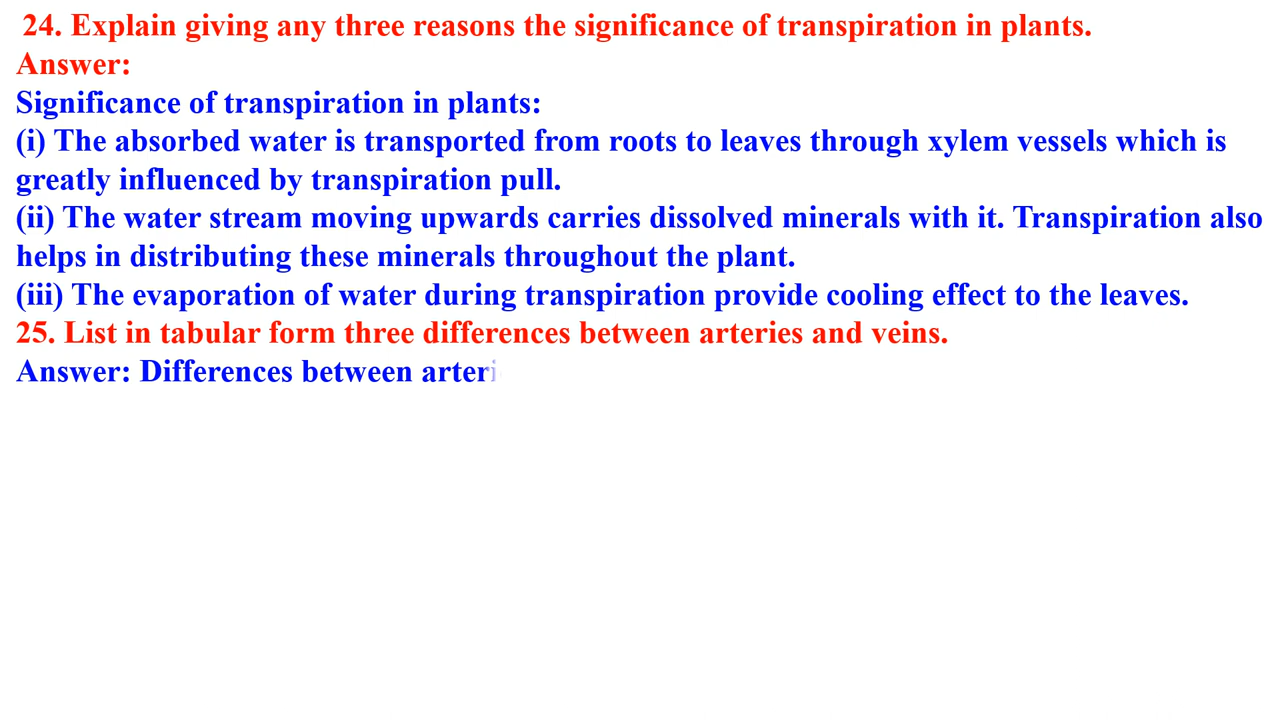 24. Explain giving any three reasons the significance of transpiration in plants.
Answer:
Significance of transpiration in plants:
(i) The absorbed water is transported from roots to leaves through xylem vessels which is
greatly influenced by transpiration pull.
(ii) The water stream moving upwards carries dissolved minerals with it. Transpiration also
helps in distributing these minerals throughout the plant.
(iii) The evaporation of water during transpiration provide cooling effect to the leaves.
25. List in tabular form three differences between arteries and veins.
Answer: Differences between arteri